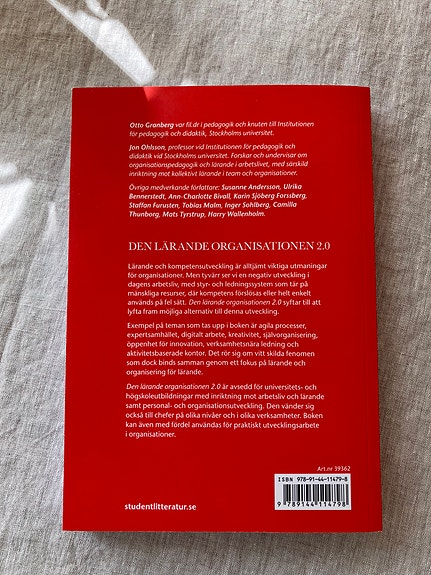 Otto Granberg var fil.dr i pedagogik och knuten till Institutionen
för pedagogik och didaktik, Stockholms universitet.
Jon Ohlsson, professor vid Institutionen för pedagogik och
didaktik vid Stockholms universitet. Forskar och undervisar om
organisationspedagogik och lärande i arbetslivet, med särskild
inriktning mot kollektivt lärande i team och organisationer.
Övriga medverkande författare: Susanne Andersson, Ulrika
Bennerstedt, Ann-Charlotte Bivall, Karin Sjöberg Forssberg,
Staffan Furusten, Tobias Malm, Inger Sohlberg, Camilla
Thunborg, Mats Tyrstrup, Harry Wallenholm.
DEN LÄRANDE ORGANISATIONEN 2.0
Lärande och kompetensutveckling är alltjämt viktiga utmaningar
för organisationer. Men tyvärr ser vi en negativ utveckling i
dagens arbetsliv, med styr- och ledningssystem som tär på
mänskliga resurser, där kompetens förslösas eller helt enkelt
används på fel sätt. Den lärande organisationen 2.0 syftar till att
lyfta fram möjliga alternativ till denna utveckling.
Exempel på teman som tas upp i boken är agila processer,
expertsamhället, digitalt arbete, kreativitet, självorganisering,
öppenhet för innovation, verksamhetsnära ledning och
aktivitetsbaserade kontor. Det rör sig om vitt skilda fenomen
som dock binds samman genom ett fokus på lärande och
organisering för lärande.
Den lärande organisationen 2.0 är avsedd för universitets- och
högskoleutbildningar med inriktning mot arbetsliv och lärande
samt personal- och organisationsutveckling. Den vänder sig
också till chefer på olika nivåer och i olika verksamheter. Boken
kan även med fördel användas för praktiskt utvecklingsarbete
i organisationer.
Art.nr 39362
ISBN 978-91-44-11479-8
9 789144 114798
studentlitteratur.se